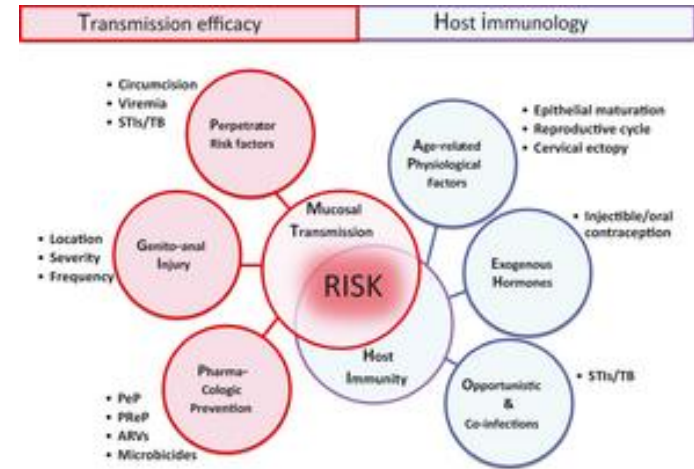 Transmission efficacy
Host immunology
• Circumcision
• Viremia
• STIs/TB
Perpetrator
Risk factors
• Location
• Severity
• Frequency
Genito-anal
Injury
Pharma-
Cologic
Prevention
• PeP
• PReP
• ARVs
• Microbicides
Mucosal
Transmission
RISK
Host
Immunity
Age-related
Physiological
Factors
• Epithelial maturation
• Reproductive cycle
• Cervical ectopy
Exogenous
Hormones
• Injectible/oral
contraception
Opportunistic
&
Co-infections
• STIs/TB